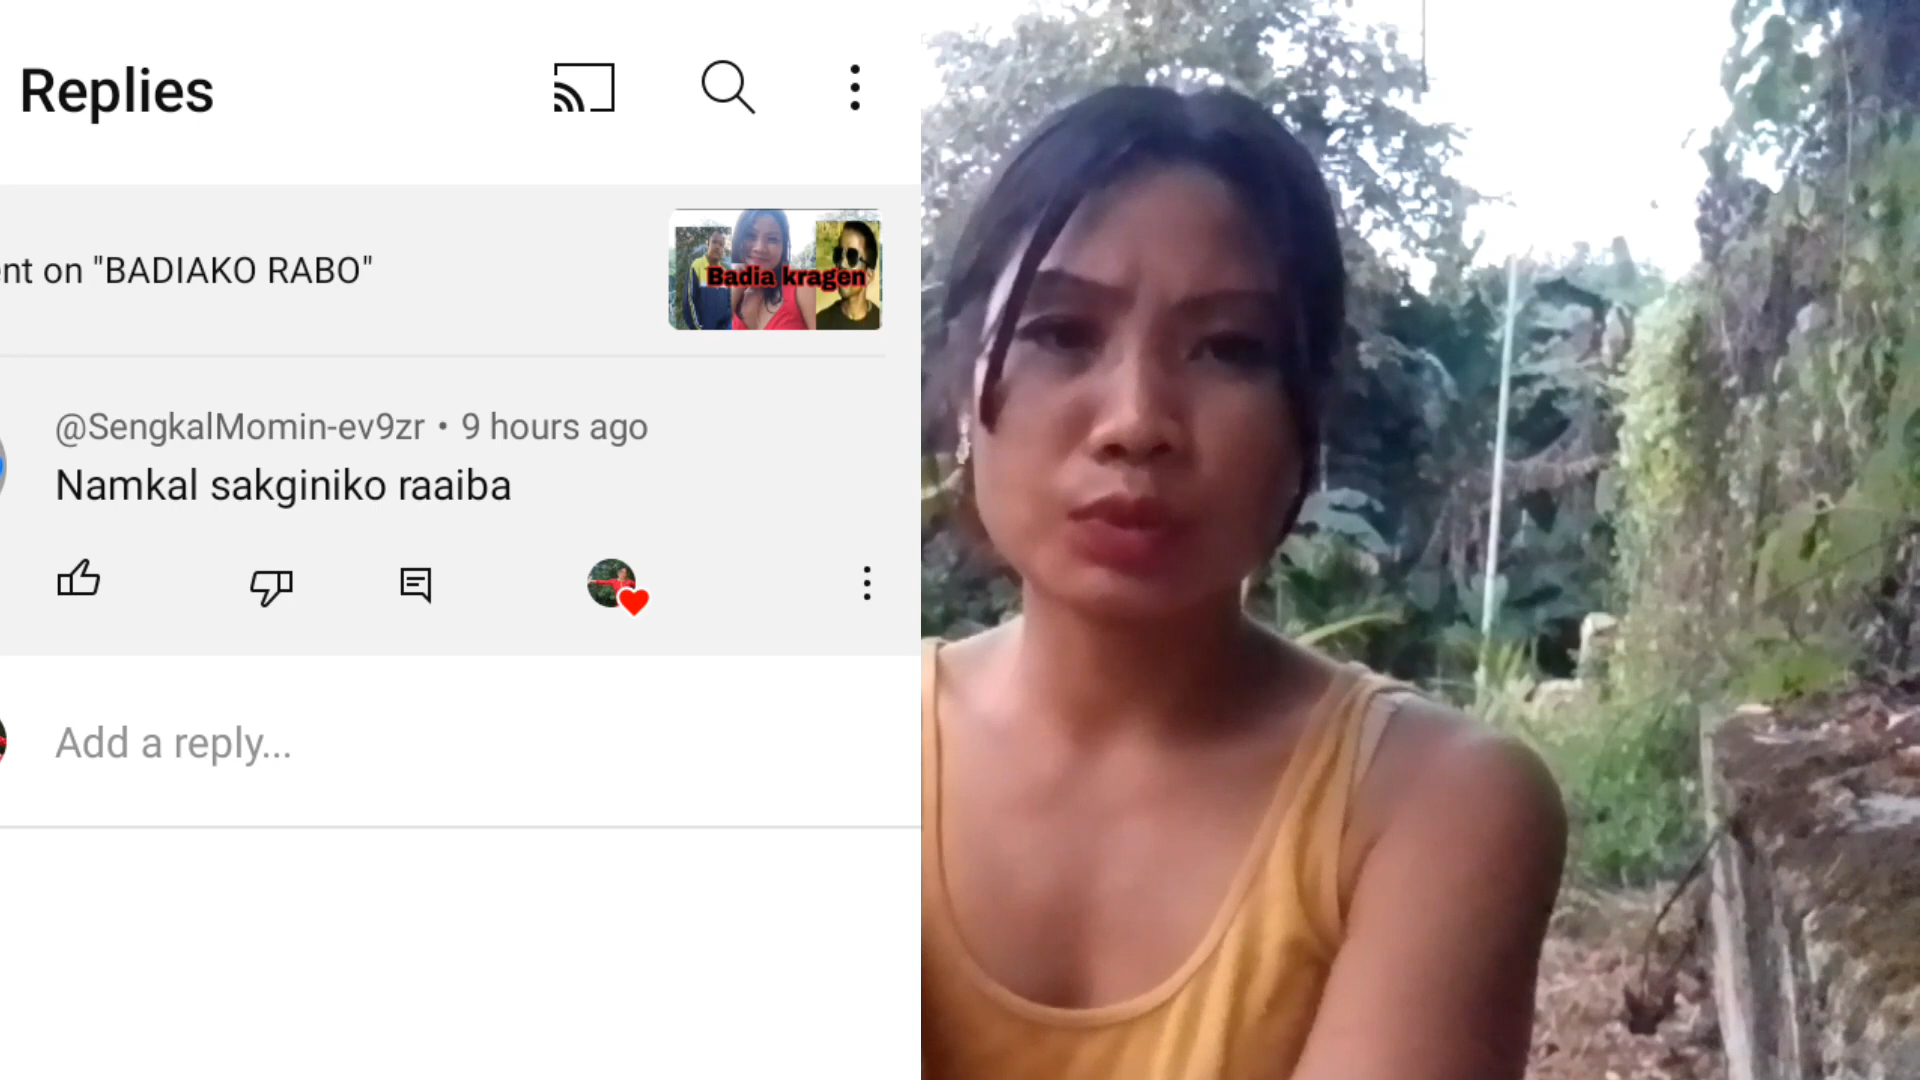 Replies
nt on "BADIAKO RABO"
Badia kragen
@SengkalMomin-ev9zr • 9 hours ago
Namkal sakginiko raaiba
Add a reply...